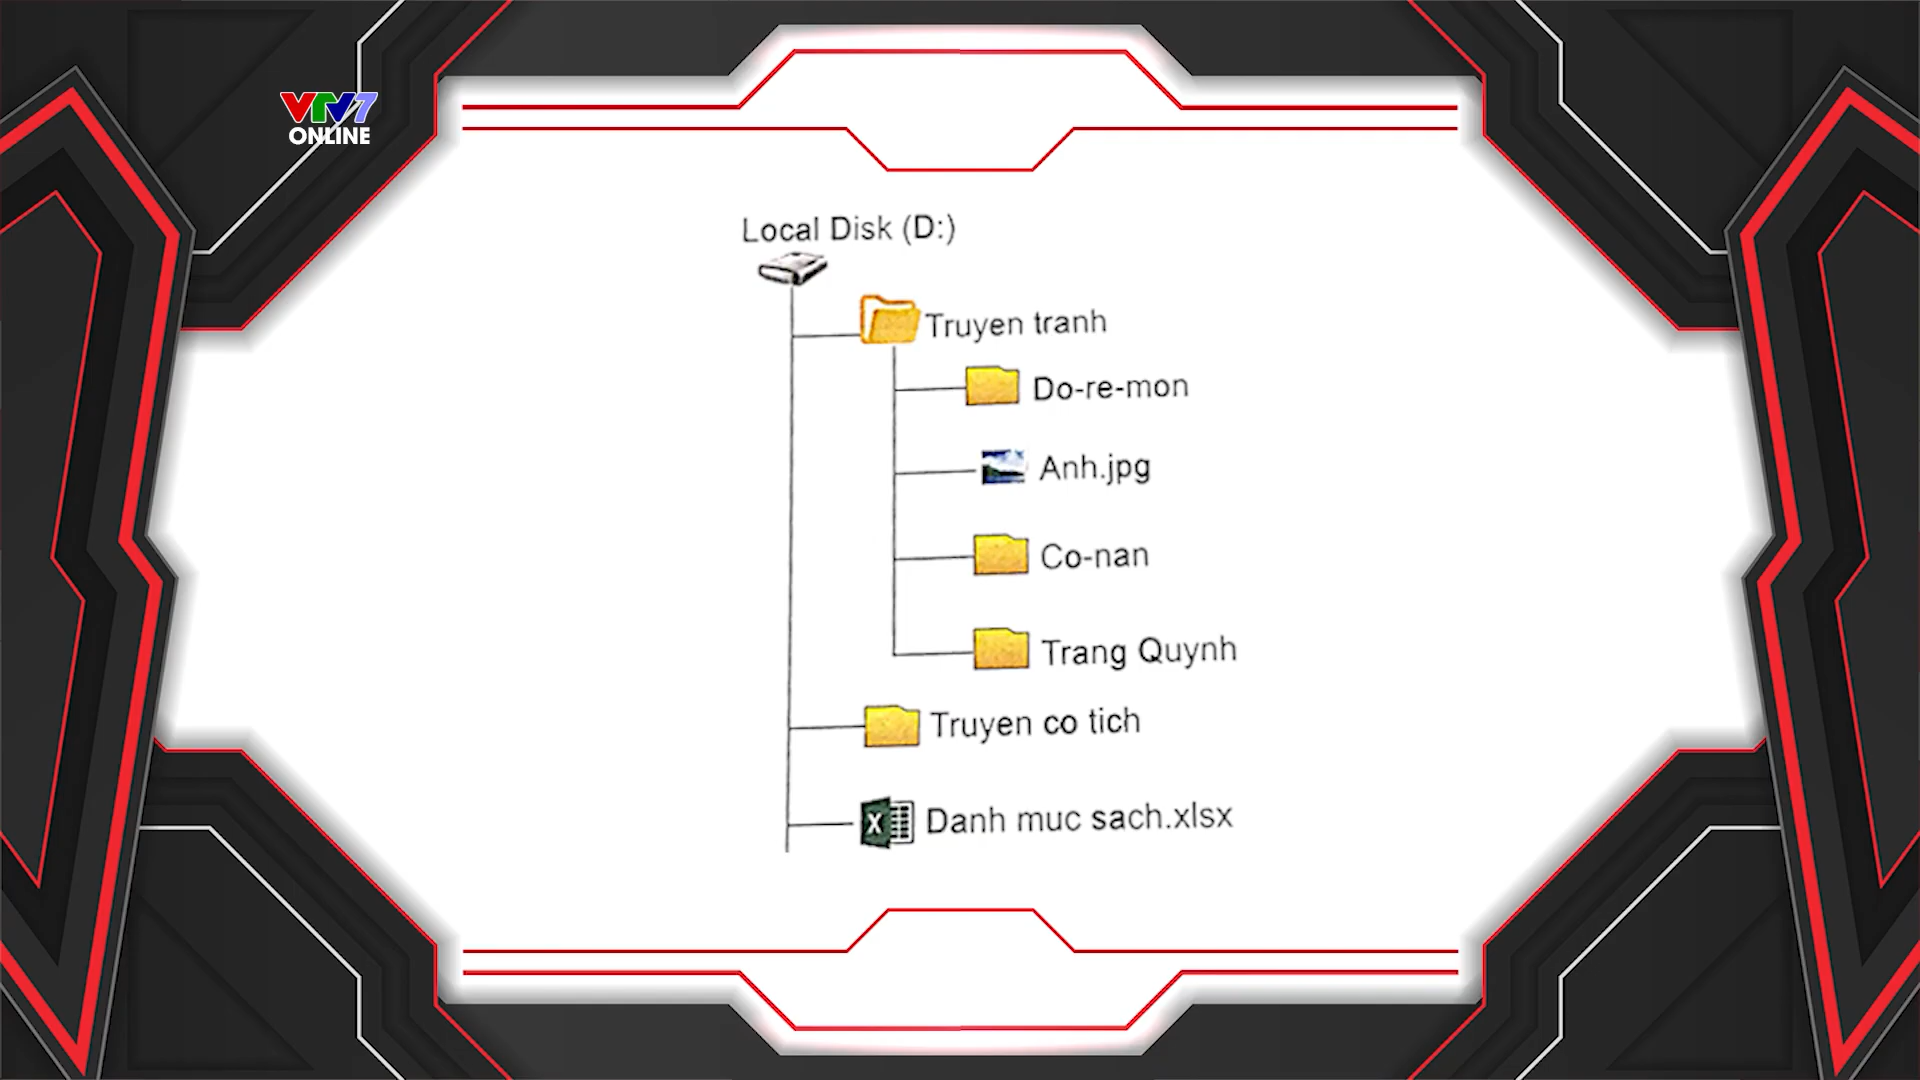 VTV7
ONLINE
Local Disk (D:)
Truyen tranh
Do-re-mon
Anh.jpg
Co-nan
Trang Quynh
Truyen co tich
Danh muc sach.xlsx